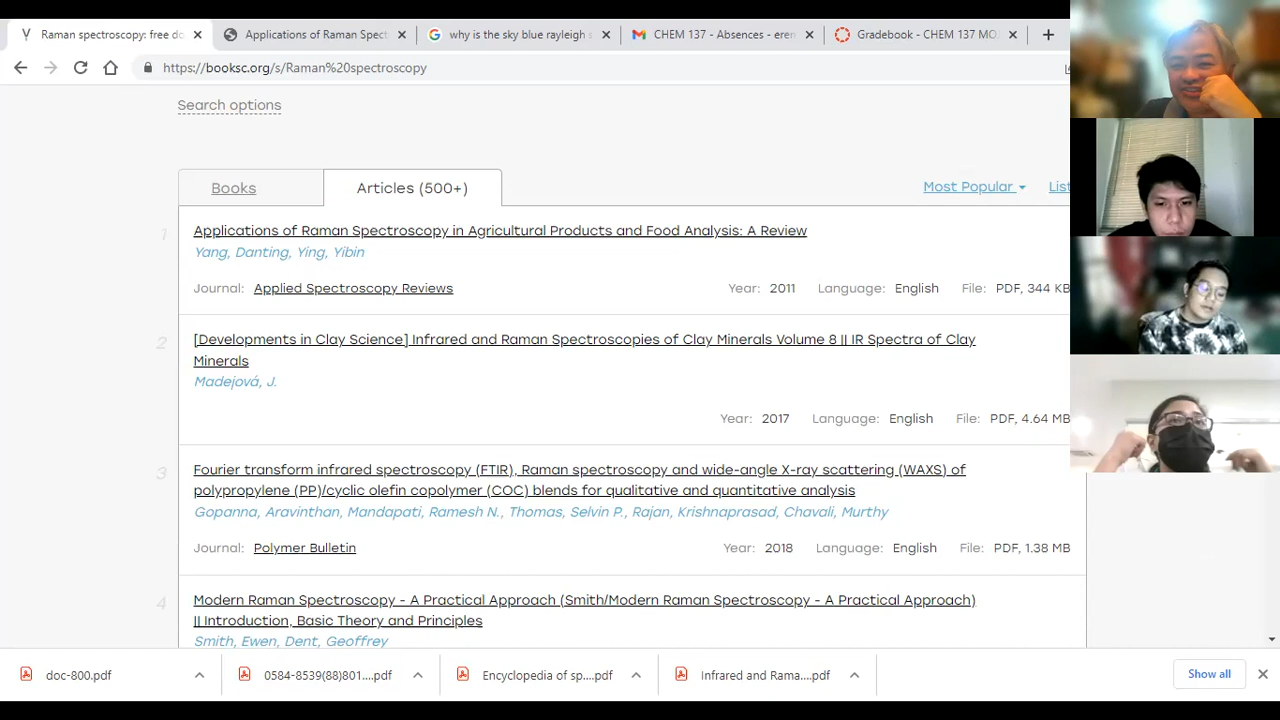 Raman spectroscopy: free do
Applications of Raman Spect
why is the sky blue rayleigh s
CHEM 137 - Absences - eren
Gradebook - CHEM 137 MO
https://booksc.org/s/Raman%20spectroscopy
Search options
Books
Articles (500+)
Most Popular
List
1
Applications of Raman Spectroscopy in Agricultural Products and Food Analysis: A Review
Yang, Danting, Ying, Yibin
Journal: Applied Spectroscopy Reviews
Year: 2011 Language: English File: PDF, 344 KB
2
[Developments in Clay Science] Infrared and Raman Spectroscopies of Clay Minerals Volume 8 || IR Spectra of Clay
Minerals
Madejová, J.
Year: 2017 Language: English File: PDF, 4.64 MB
3
Fourier transform infrared spectroscopy (FTIR), Raman spectroscopy and wide-angle X-ray scattering (WAXS) of
polypropylene (PP)/cyclic olefin copolymer (COC) blends for qualitative and quantitative analysis
Gopanna, Aravinthan, Mandapati, Ramesh N., Thomas, Selvin P., Rajan, Krishnaprasad, Chavali, Murthy
Journal: Polymer Bulletin
Year: 2018 Language: English File: PDF, 1.38 MB
4
Modern Raman Spectroscopy - A Practical Approach (Smith/Modern Raman Spectroscopy - A Practical Approach)
|| Introduction, Basic Theory and Principles
Smith, Ewen, Dent, Geoffrey
doc-800.pdf
0584-8539(88)801....pdf
Encyclopedia of sp....pdf
Infrared and Rama....pdf
Show all